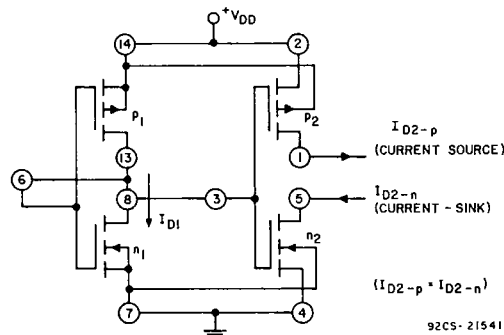 +VDD
14
2
p1
p2
ID2-p
(CURRENT SOURCE)
13
1
6
8
3
5
ID1
ID2-n
(CURRENT - SINK)
n1
n2
(ID2-p = ID2-n)
7
4
92CS-21541